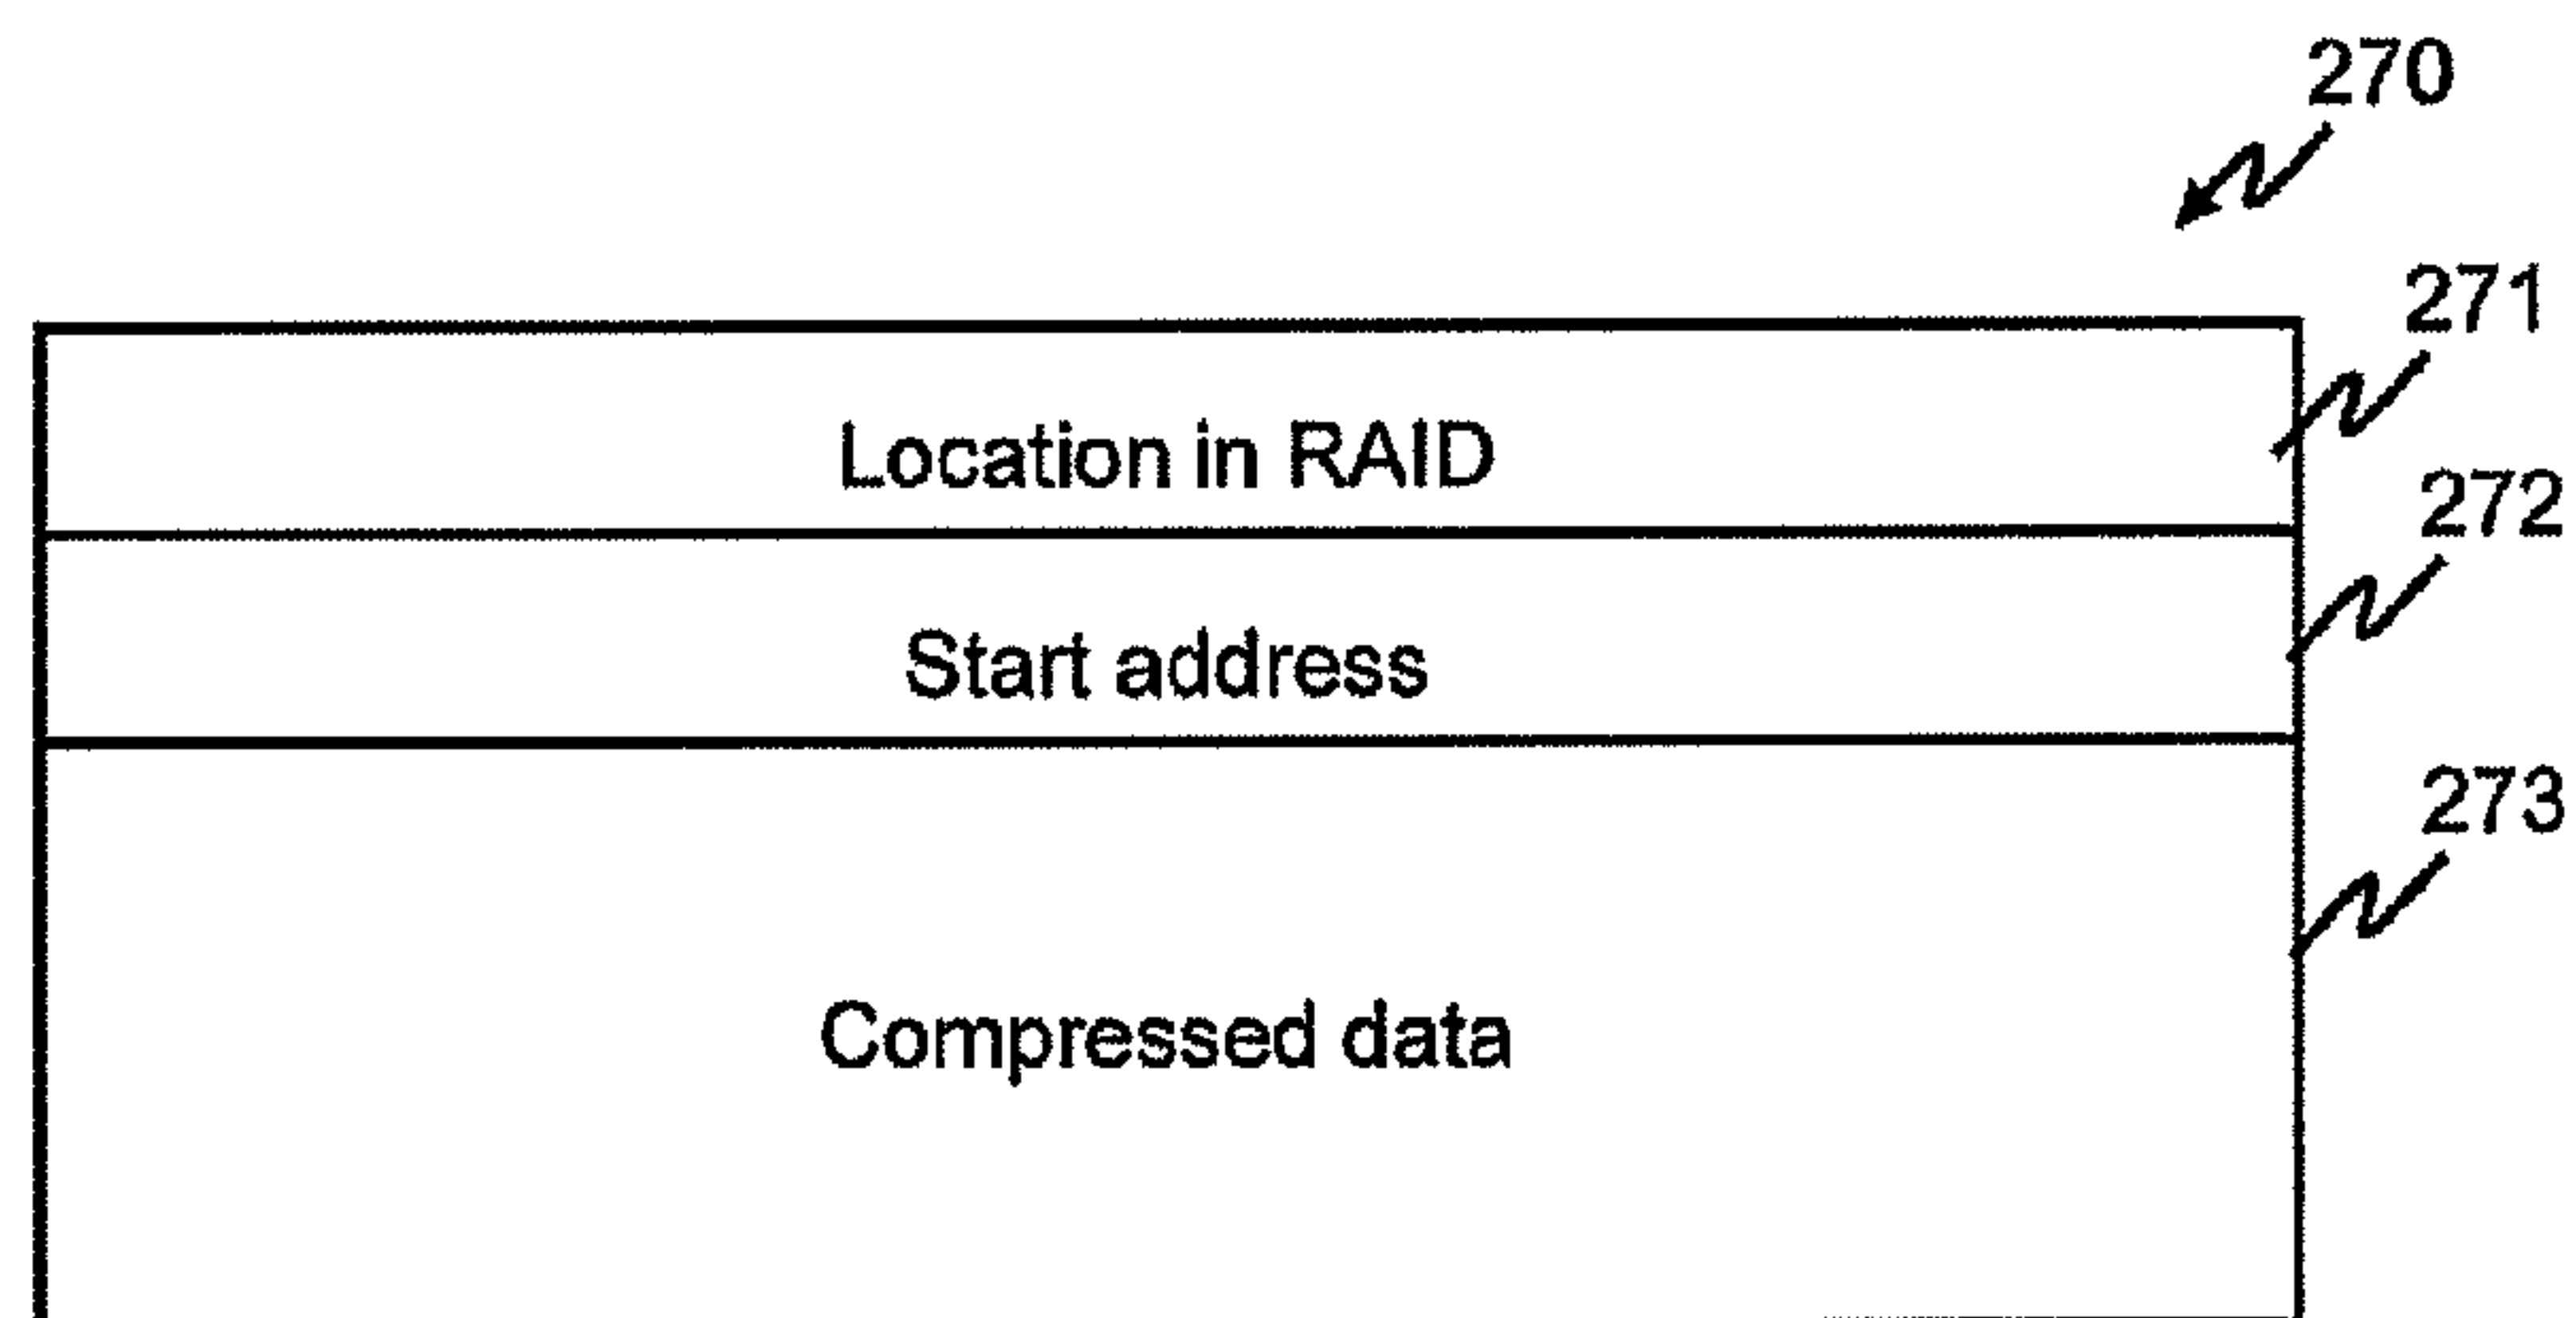 270
271
Location in RAID
272
Start address
273
Compressed data